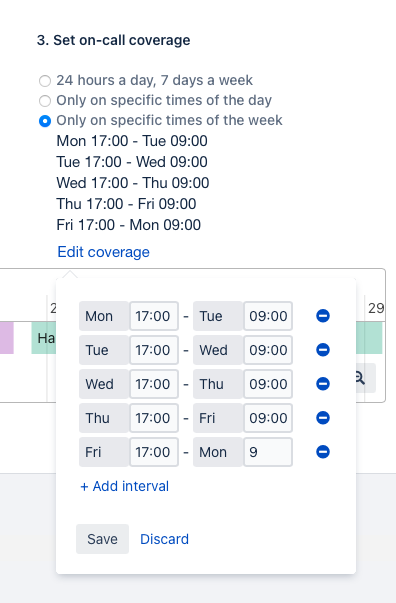 3. Set on-call coverage
24 hours a day, 7 days a week
Only on specific times of the day
Only on specific times of the week
Mon 17:00 - Tue 09:00
Tue 17:00 - Wed 09:00
Wed 17:00 - Thu 09:00
Thu 17:00 - Fri 09:00
Fri 17:00 - Mon 09:00
Edit coverage
2 29
Ha
Mon 17:00 - Tue 09:00
Tue 17:00 - Wed 09:00
Wed 17:00 - Thu 09:00
Thu 17:00 - Fri 09:00
Fri 17:00 - Mon 9
+ Add interval
Save Discard